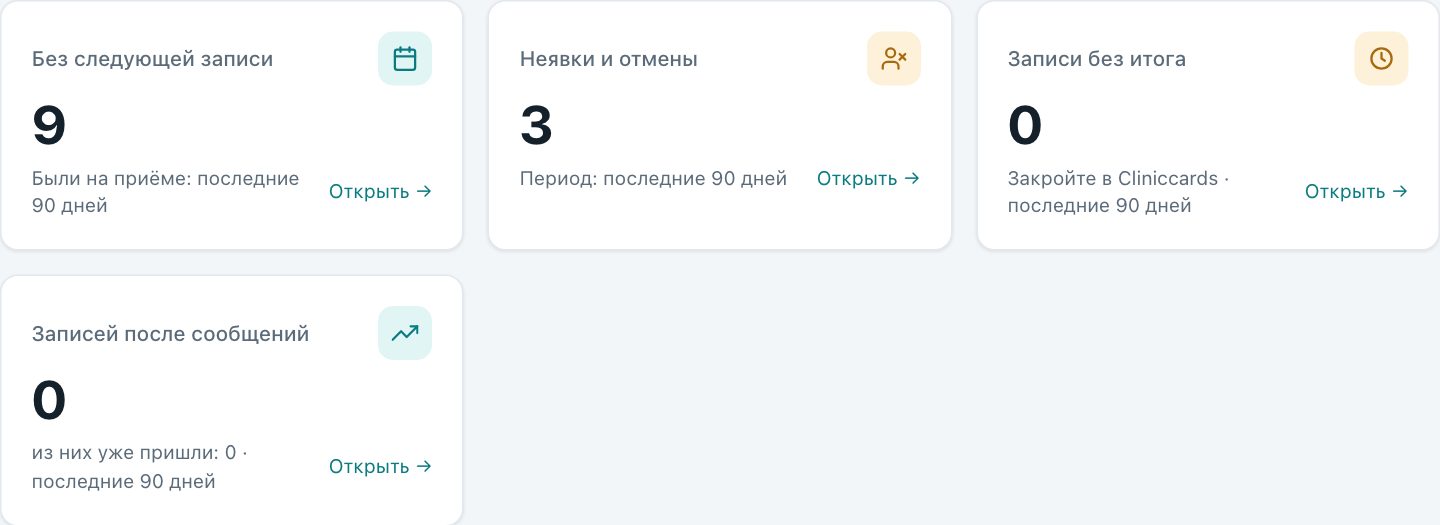 Без следующей записи
9
Были на приёме: последние
90 дней
Открыть →
Неявки и отмены
3
Период: последние 90 дней
Открыть →
Записи без итога
0
Закройте в Cliniccards ·
последние 90 дней
Открыть →
Записей после сообщений
0
из них уже пришли: 0 ·
последние 90 дней
Открыть →